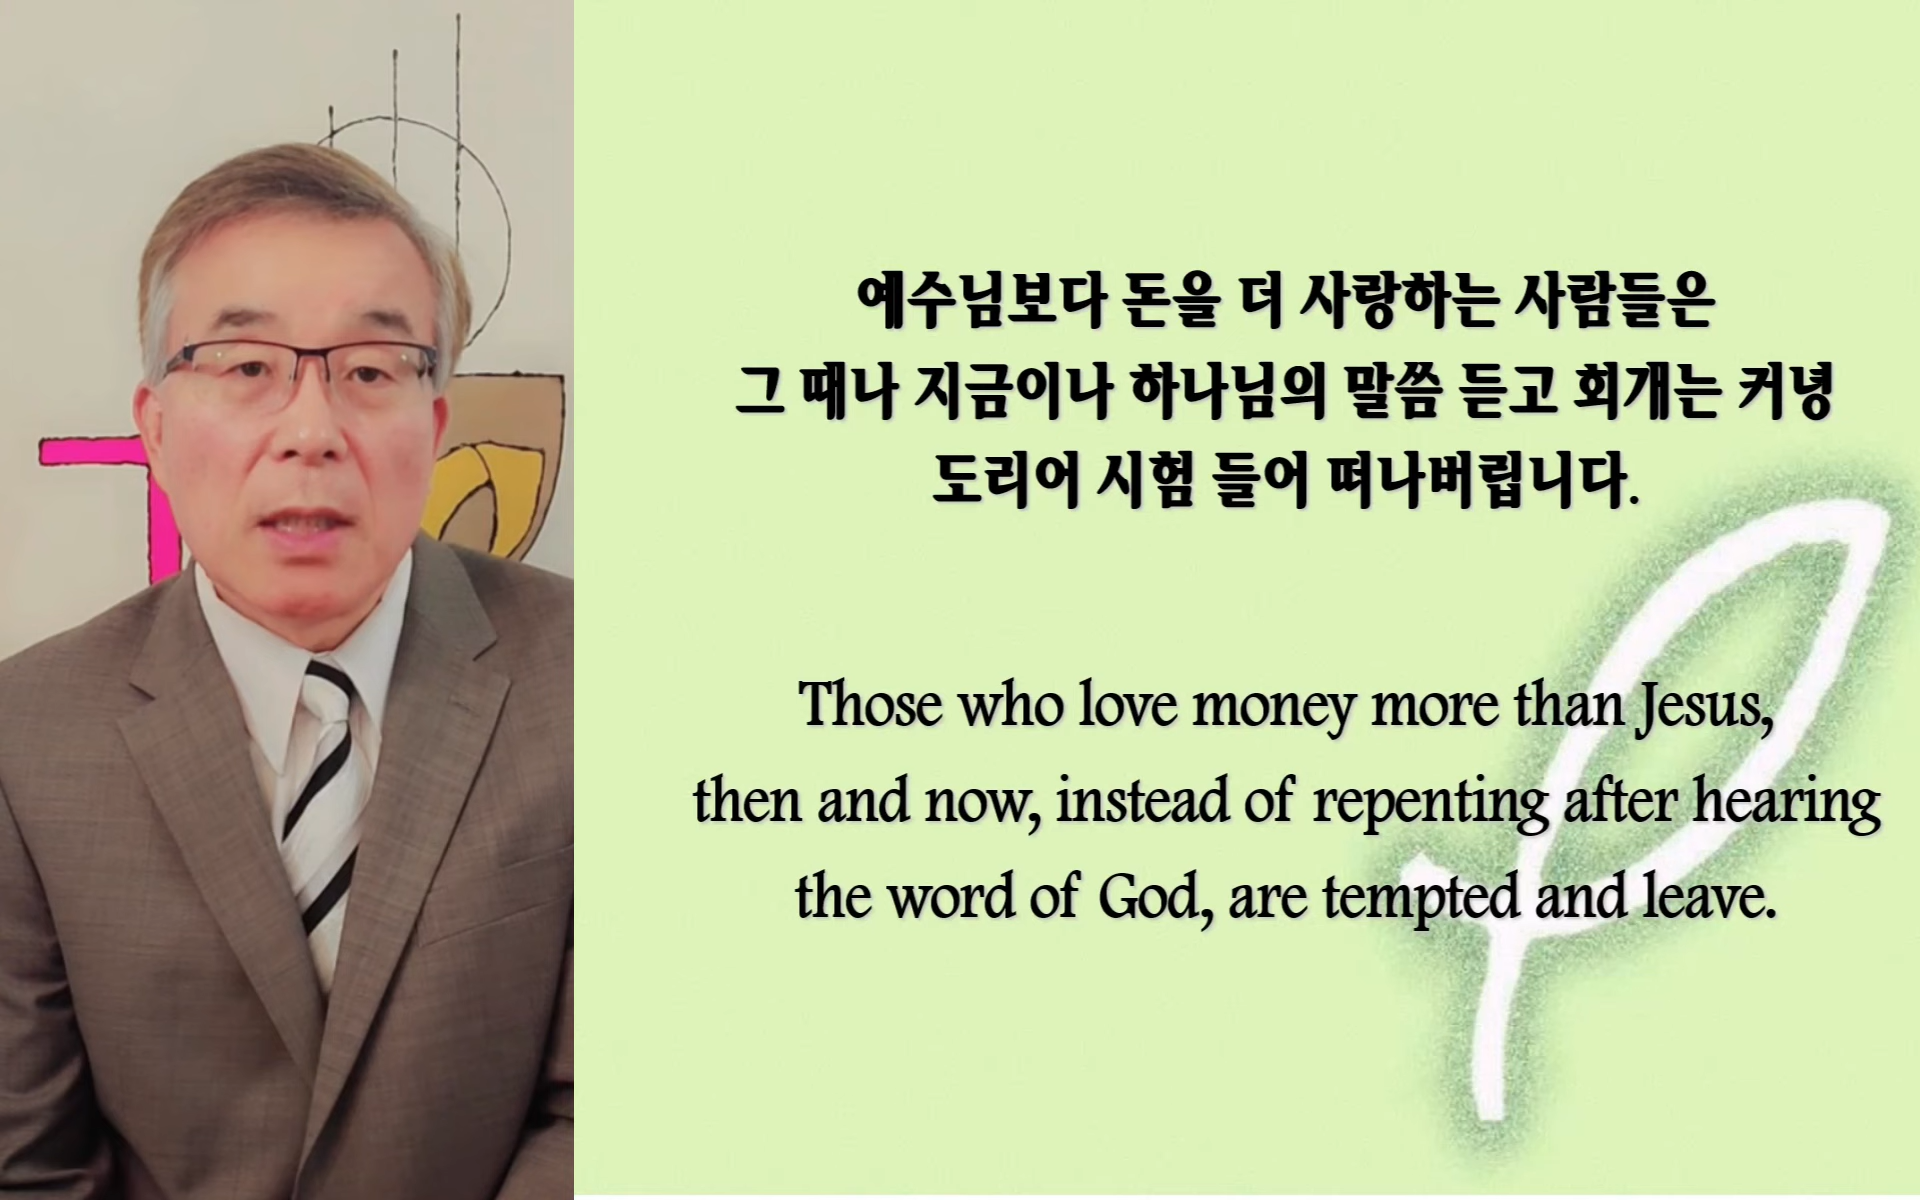 예수님보다 돈을 더 사랑하는 사람들은
그 때나 지금이나 하나님의 말씀 듣고 회개는 커녕
도리어 시험 들어 떠나버립니다.
Those who love money more than Jesus,
then and now, instead of repenting after hearing
the word of God, are tempted and leave.